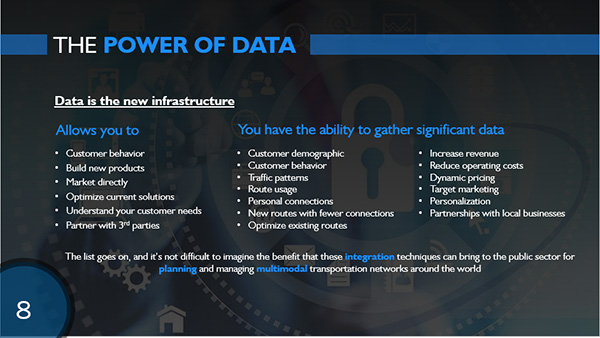 THE POWER OF DATA
Data is the new infrastructure
Allows you to
• Customer behavior
• Build new products
• Market directly
• Optimize current solutions
• Understand your customer needs
• Partner with 3rd parties
You have the ability to gather significant data
• Customer demographic
• Customer behavior
• Traffic patterns
• Route usage
• Personal connections
• New routes with fewer connections
• Optimize existing routes
• Increase revenue
• Reduce operating costs
• Dynamic pricing
• Target marketing
• Personalization
• Partnerships with local businesses
The list goes on, and it's not difficult to imagine the benefit that these integration techniques can bring to the public sector for
planning and managing multimodal transportation networks around the world
8